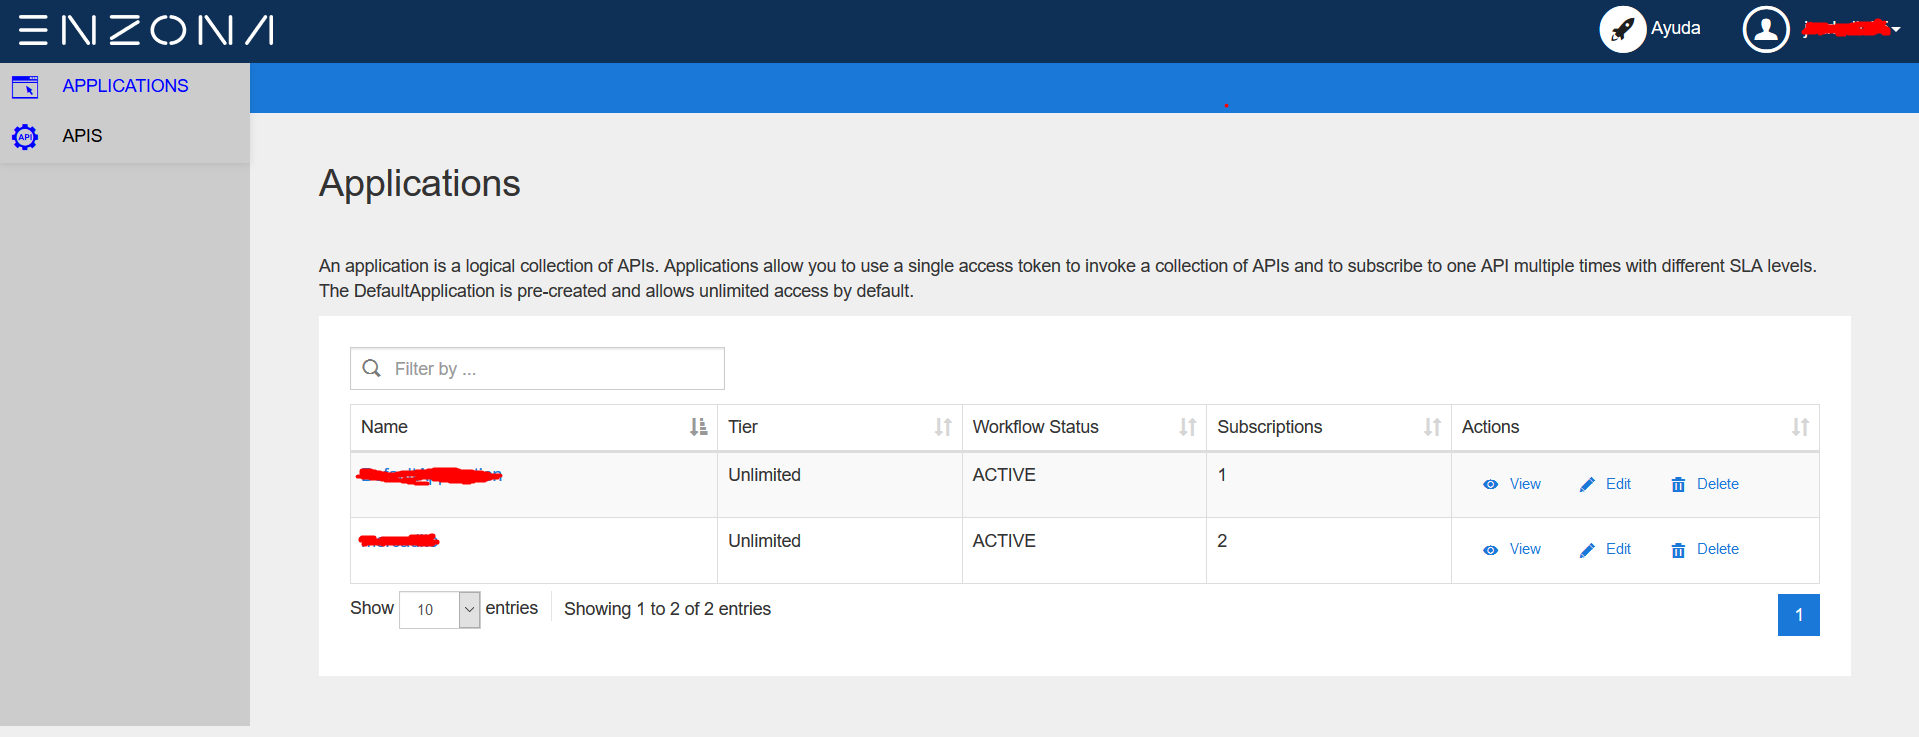 ENZONA
Ayuda
APPLICATIONS
APIS
Applications
An application is a logical collection of APIs. Applications allow you to use a single access token to invoke a collection of APIs and to subscribe to one API multiple times with different SLA levels.
The DefaultApplication is pre-created and allows unlimited access by default.
Filter by ...
Name Tier Workflow Status Subscriptions Actions
Unlimited ACTIVE 1 View Edit Delete
Unlimited ACTIVE 2 View Edit Delete
Show 10 entries Showing 1 to 2 of 2 entries
1